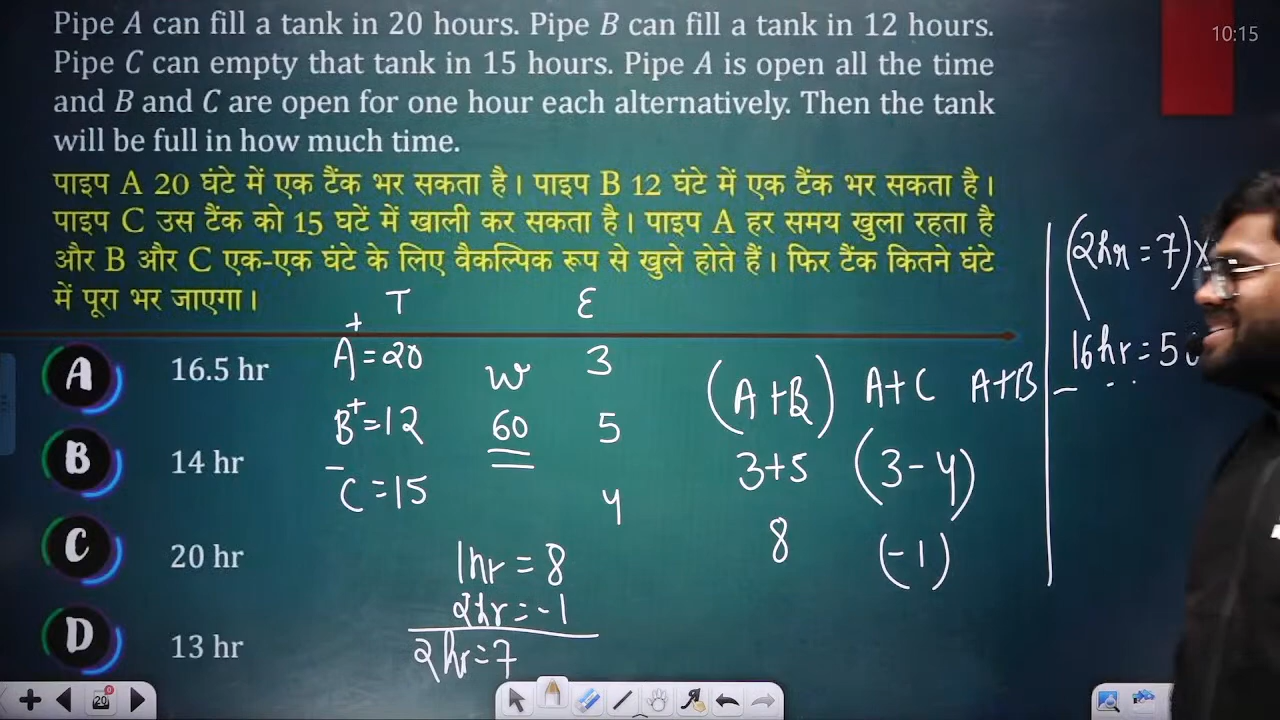 Pipe A can fill a tank in 20 hours. Pipe B can fill a tank in 12 hours.
Pipe C can empty that tank in 15 hours. Pipe A is open all the time
and B and C are open for one hour each alternatively. Then the tank
will be full in how much time.
10:15
पाइप A 20 घंटे में एक टैंक भर सकता है। पाइप B 12 घंटे में एक टैंक भर सकता है।
पाइप C उस टैंक को 15 घटें में खाली कर सकता है। पाइप A हर समय खुला रहता है
और B और C एक-एक घंटे के लिए वैकल्पिक रूप से खुले होते हैं। फिर टैंक कितने घंटे
में पूरा भर जाएगा।
A 16.5 hr
B 14 hr
C 20 hr
D 13 hr
T E
+
A=20 W 3
B+=12 60 5
-
C=15 4
1hr=8
2hr=-1
2hr=7
(A+B) A+C A+B
3+5 (3-4)
8 (-1)
(2hr=7)x
16hr=5
20